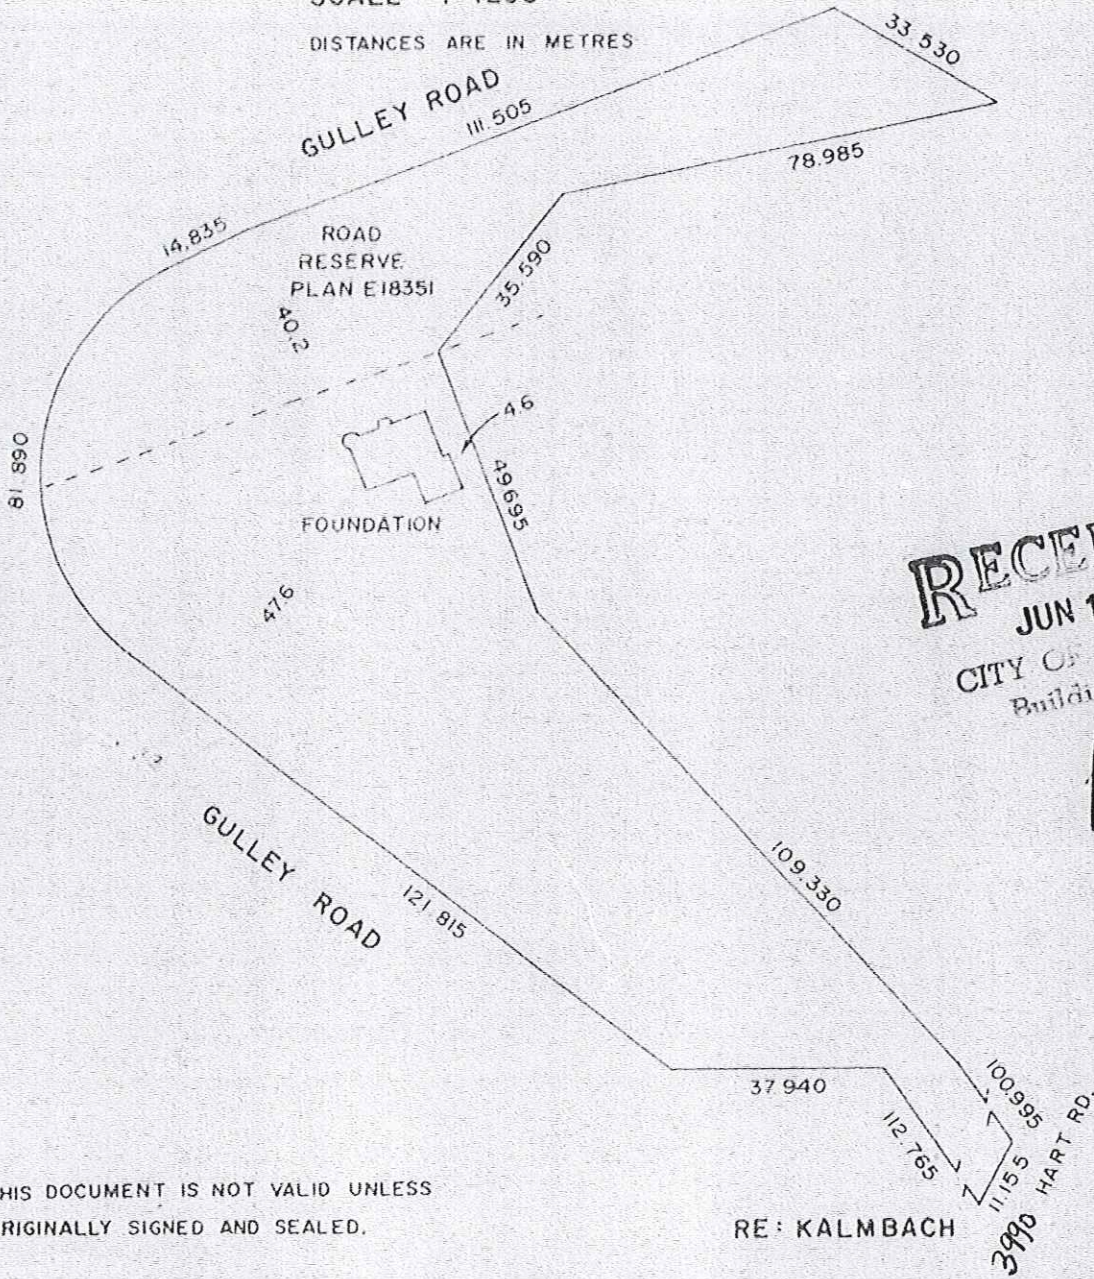 DISTANCES ARE IN METRES
33.530
GULLEY ROAD
111.505
78.985
14.835
ROAD
RESERVE
PLAN E18351
35.590
40.2
4.6
81.890
49.695
FOUNDATION
47.6
JUN 1
CITY OF
GULLEY ROAD
121.815
109.330
37.940
100.995
112.765
11.155
3990 HART RD.
HIS DOCUMENT IS NOT VALID UNLESS
RIGINALLY SIGNED AND SEALED.
RE: KALMBACH